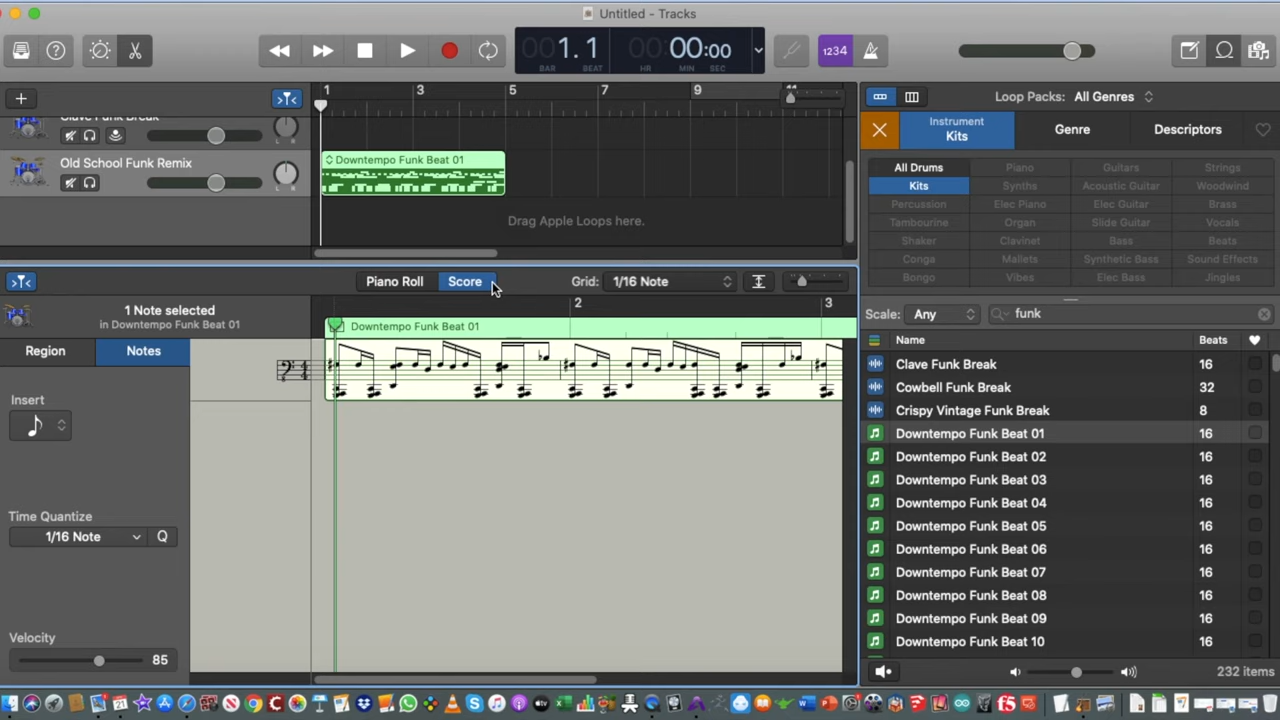 Untitled - Tracks
001.1 00:00
BAR BEAT HR MIN SEC
1234
1 3 5 7 9 11
Loop Packs: All Genres
Clave Funk Break
L R
Old School Funk Remix
L R
Downtempo Funk Beat 01
Drag Apple Loops here.
Instrument
Kits
Genre
Descriptors
All Drums Piano Guitars Strings
Kits Synths Acoustic Guitar Woodwind
Percussion Elec Piano Elec Guitar Brass
Tambourine Organ Slide Guitar Vocals
Shaker Clavinet Bass Beats
Conga Mallets Synthetic Bass Sound Effects
Bongo Vibes Elec Bass Jingles
Piano Roll Score Grid: 1/16 Note
1 Note selected
in Downtempo Funk Beat 01
2 3
Downtempo Funk Beat 01
Region Notes
Insert
Time Quantize
1/16 Note Q
Velocity
85
Scale: Any funk
Name Beats
Clave Funk Break 16
Cowbell Funk Break 32
Crispy Vintage Funk Break 8
Downtempo Funk Beat 01 16
Downtempo Funk Beat 02 16
Downtempo Funk Beat 03 16
Downtempo Funk Beat 04 16
Downtempo Funk Beat 05 16
Downtempo Funk Beat 06 16
Downtempo Funk Beat 07 16
Downtempo Funk Beat 08 16
Downtempo Funk Beat 09 16
Downtempo Funk Beat 10 16
232 items